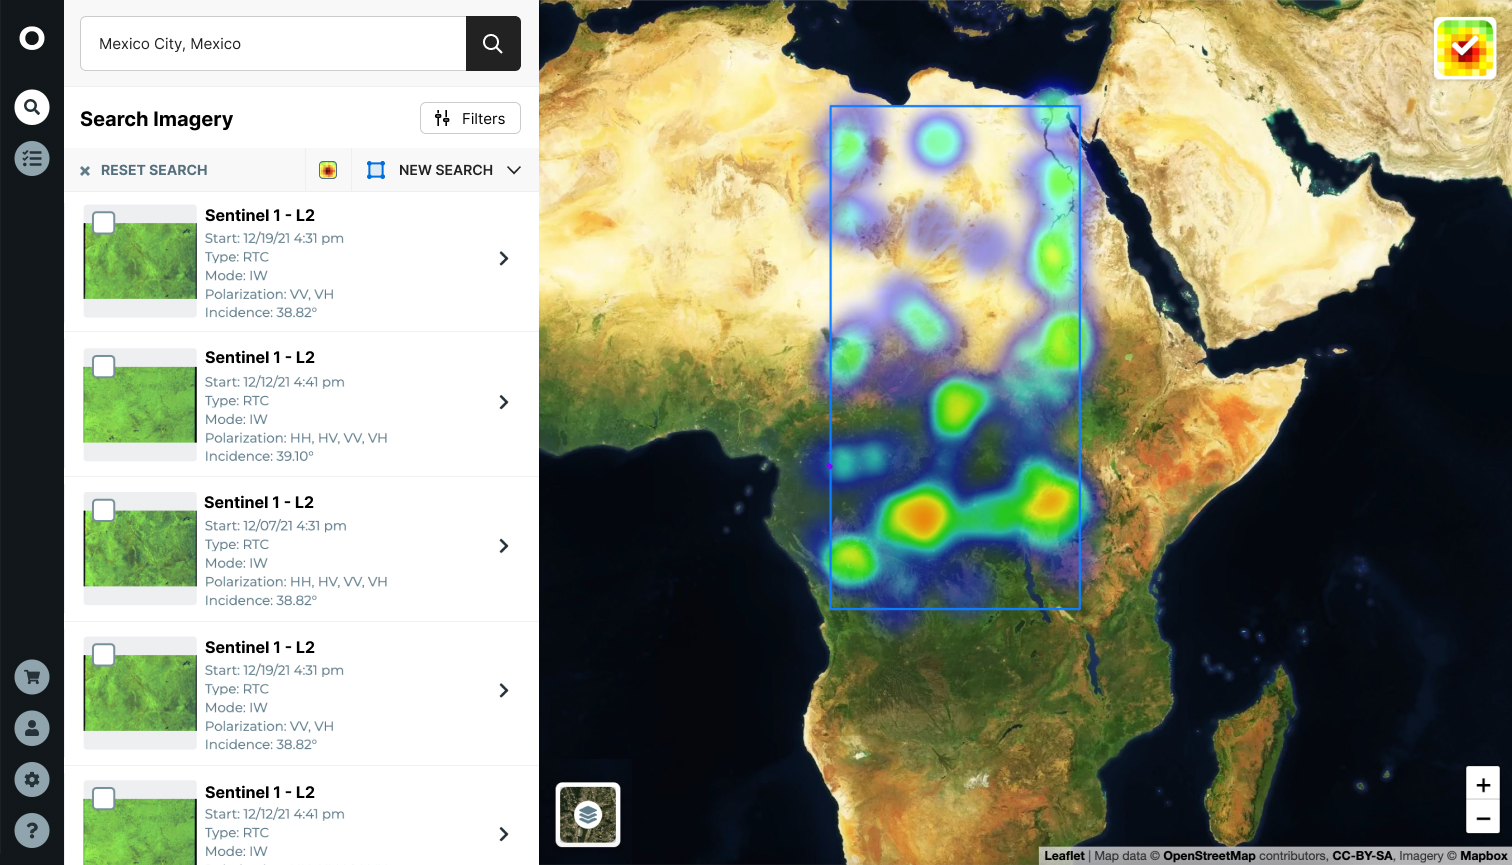 Mexico City, Mexico
Search Imagery
Filters
RESET SEARCH
NEW SEARCH
Sentinel 1 - L2
Start: 12/19/21 4:31 pm
Type: RTC
Mode: IW
Polarization: VV, VH
Incidence: 38.82°
Sentinel 1 - L2
Start: 12/12/21 4:41 pm
Type: RTC
Mode: IW
Polarization: HH, HV, VV, VH
Incidence: 39.10°
Sentinel 1 - L2
Start: 12/07/21 4:31 pm
Type: RTC
Mode: IW
Polarization: HH, HV, VV, VH
Incidence: 38.82°
Sentinel 1 - L2
Start: 12/19/21 4:31 pm
Type: RTC
Mode: IW
Polarization: VV, VH
Incidence: 38.82°
Sentinel 1 - L2
Start: 12/12/21 4:41 pm
Type: RTC
Mode: IW
?
+
−
Leaflet | Map data © OpenStreetMap contributors, CC-BY-SA, Imagery © Mapbox